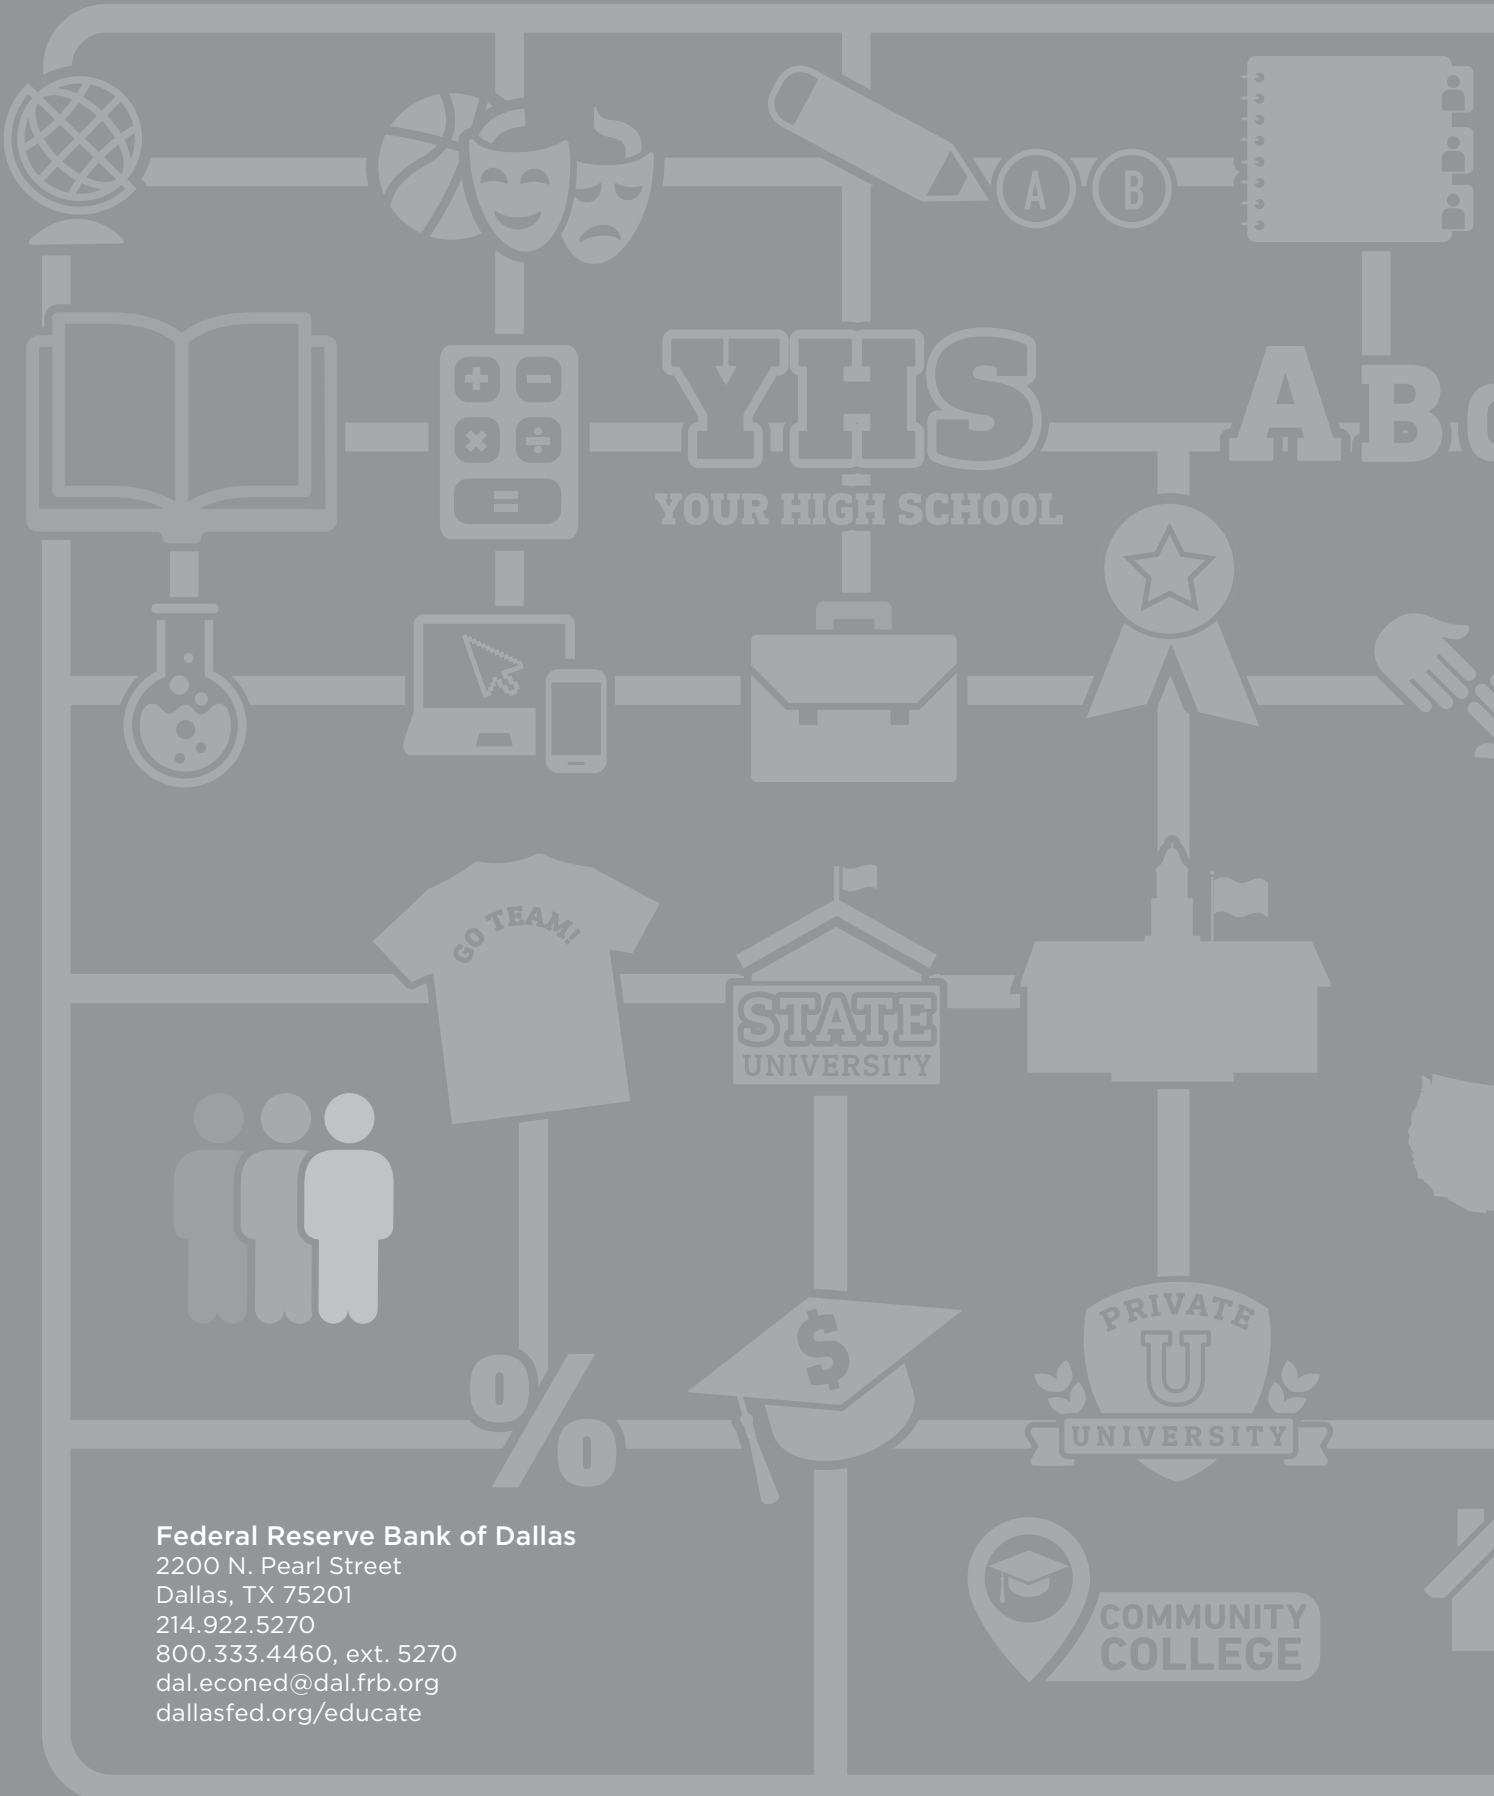 A B
YHS
YOUR HIGH SCHOOL
AB
+ −
× ÷
=
GO TEAM!
STATE
UNIVERSITY
$
%
PRIVATE
U
UNIVERSITY
Federal Reserve Bank of Dallas
2200 N. Pearl Street
Dallas, TX 75201
214.922.5270
800.333.4460, ext. 5270
dal.econed@dal.frb.org
dallasfed.org/educate
COMMUNITY
COLLEGE